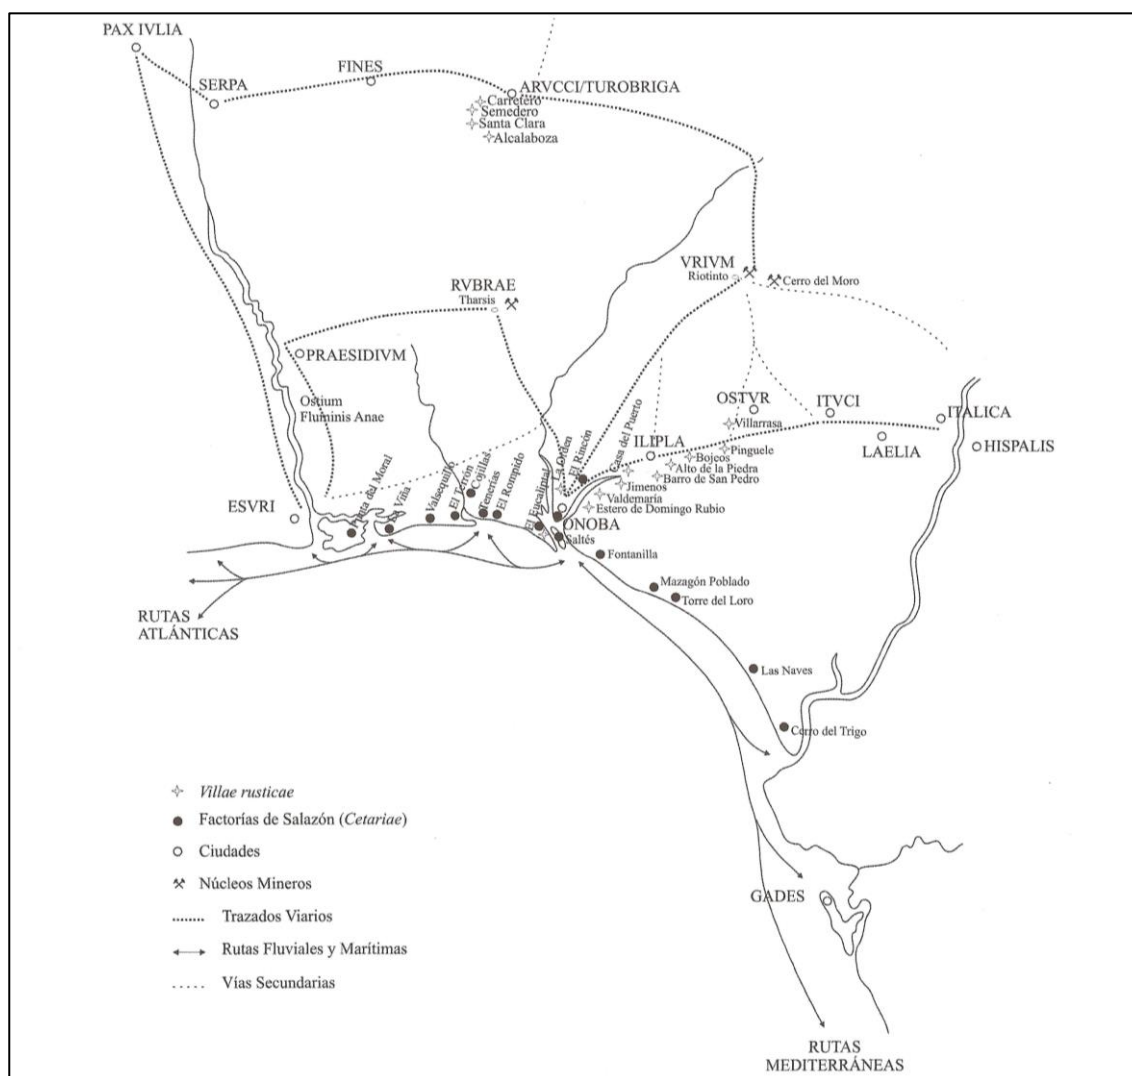 PAX IVLIA
SERPA
FINES
ARVCCI/TUROBRIGA
Carretero
Semedero
Santa Clara
Alcalaboza
VRIVM
Riotinto
Cerro del Moro
RVBRAE
Tharsis
PRAESIDIVM
Ostium
Fluminis Anae
OSTVR
ITVCI
ITALICA
Villarrasa
LAELIA
HISPALIS
ILIPLA
Pinguele
Bojeos
Alto de la Piedra
Barro de San Pedro
Casa del Puerto
Jimenos
Valdemaría
Estero de Domingo Rubio
El Rincón
La Orden
ESVRI
Punta del Moral
La Viña
Valsequillo
El Terrón
Cojillas
Tenerías
El Rompido
El Eucaliptal
ONOBA
Saltés
Fontanilla
Mazagón Poblado
Torre del Loro
RUTAS
ATLÁNTICAS
Las Naves
Cerro del Trigo
Villae rusticae
Factorías de Salazón (Cetariae)
Ciudades
Núcleos Mineros
Trazados Viarios
Rutas Fluviales y Marítimas
Vías Secundarias
GADES
RUTAS
MEDITERRÁNEAS